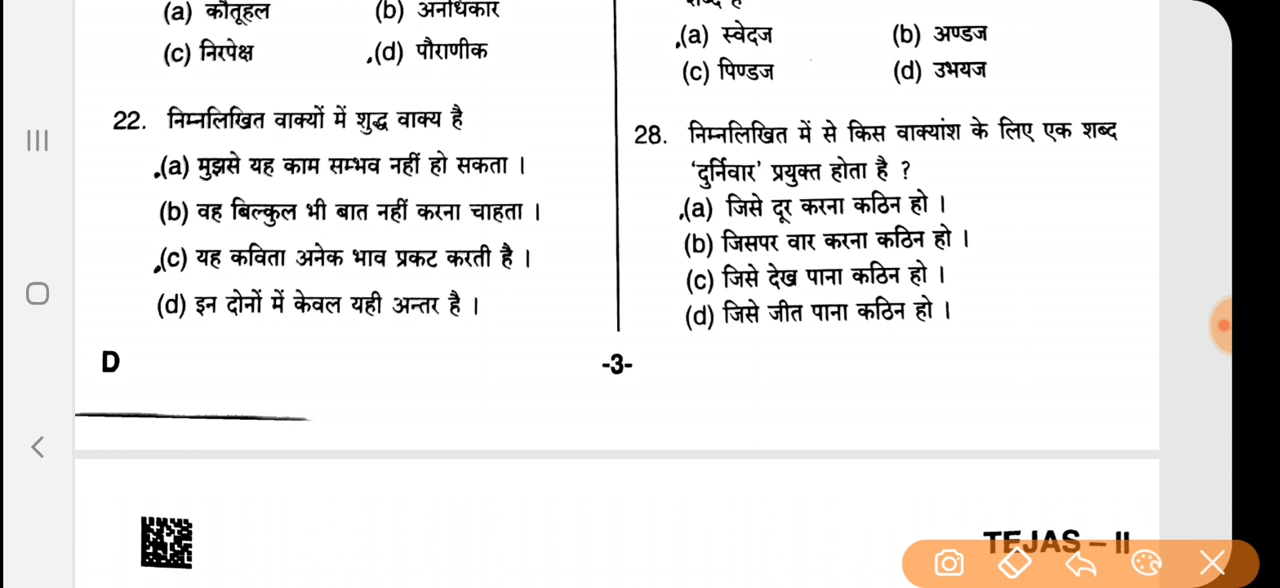 (a) कौतूहल (b) अनधिकार
(c) निरपेक्ष (d) पौराणीक
22. निम्नलिखित वाक्यों में शुद्ध वाक्य है
(a) मुझसे यह काम सम्भव नहीं हो सकता ।
(b) वह बिल्कुल भी बात नहीं करना चाहता ।
(c) यह कविता अनेक भाव प्रकट करती है ।
(d) इन दोनों में केवल यही अन्तर है ।
(a) स्वेदज (b) अण्डज
(c) पिण्डज (d) उभयज
28. निम्नलिखित में से किस वाक्यांश के लिए एक शब्द
‘दुर्निवार’ प्रयुक्त होता है ?
(a) जिसे दूर करना कठिन हो ।
(b) जिसपर वार करना कठिन हो ।
(c) जिसे देख पाना कठिन हो ।
(d) जिसे जीत पाना कठिन हो ।
D -3-
TEJAS – II